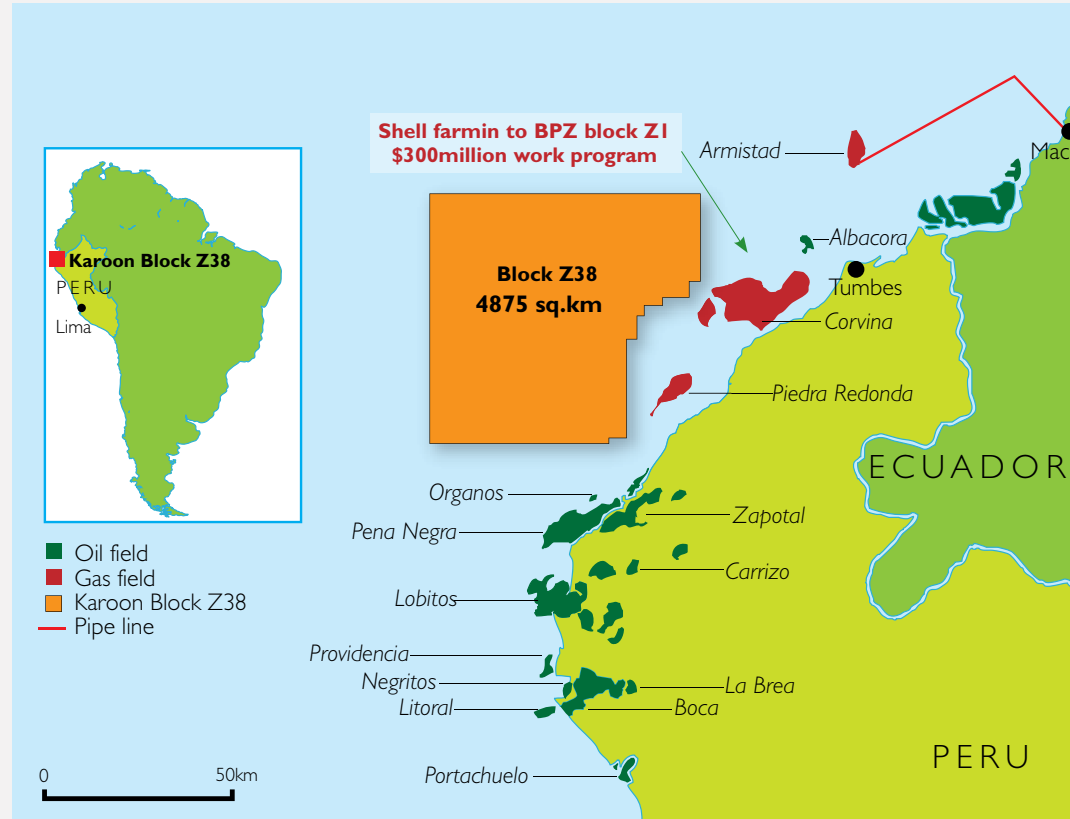 Shell farmin to BPZ block Z1
$300million work program
Armistad
Mac
Karoon Block Z38
PERU
Lima
Block Z38
4875 sq.km
Albacora
Tumbes
Corvina
Piedra Redonda
ECUADOR
Organos
Pena Negra
Zapotal
Carrizo
Lobitos
Oil field
Gas field
Karoon Block Z38
Pipe line
Providencia
Negritos
La Brea
Litoral
Boca
PERU
Portachuelo
0
50km